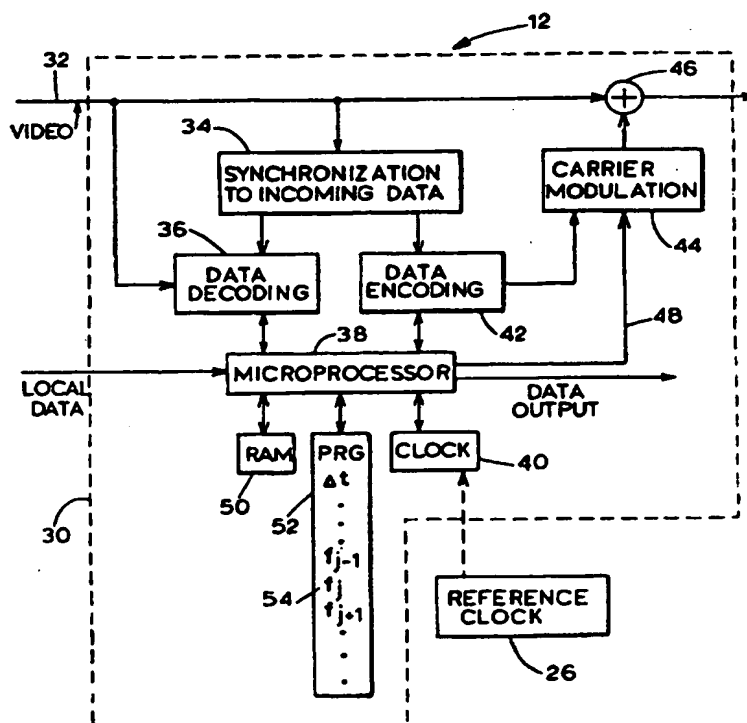 12
32
46
VIDEO
34
SYNCHRONIZATION
TO INCOMING DATA
CARRIER
MODULATION
36
44
DATA
DECODING
DATA
ENCODING
42
38
48
MICROPROCESSOR
LOCAL
DATA
DATA
OUTPUT
RAM
PRG
CLOCK
50
40
Δt
52
.
.
.
30
fj-1
54
fj
fj+1
REFERENCE
CLOCK
.
.
.
26